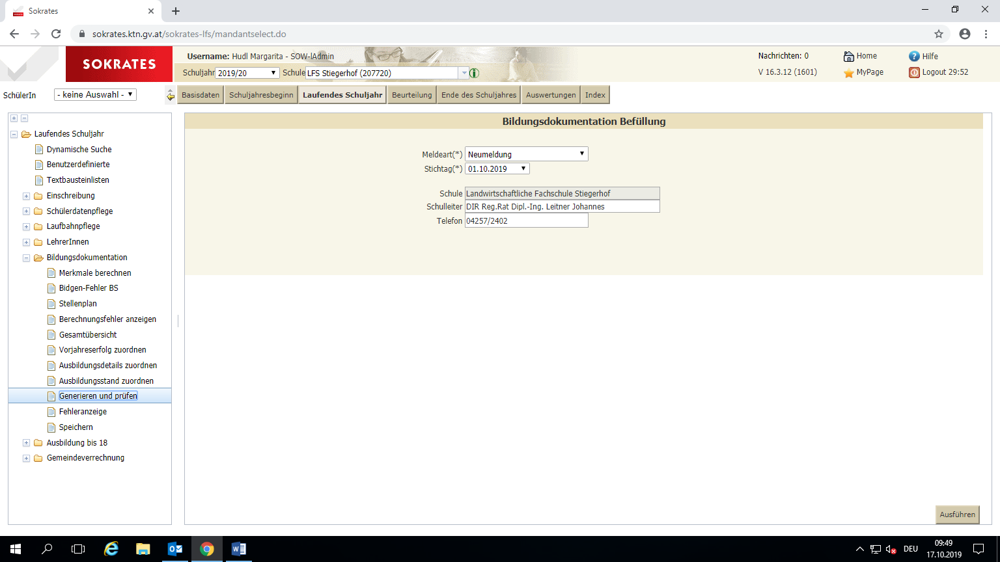 Sokrates
sokrates.ktn.gv.at/sokrates-lfs/mandantselect.do
SOKRATES
Username: Hudl Margarita - SOW-lAdmin
Nachrichten: 0
Home
Hilfe
Schuljahr 2019/20 Schule LFS Stiegerhof (207720)
V 16.3.12 (1601)
MyPage
Logout 29:52
SchülerIn - keine Auswahl -
Basisdaten Schuljahresbeginn Laufendes Schuljahr Beurteilung Ende des Schuljahres Auswertungen Index
Laufendes Schuljahr
Dynamische Suche
Benutzerdefinierte
Textbausteinlisten
Einschreibung
Schülerdatenpflege
Laufbahnpflege
LehrerInnen
Bildungsdokumentation
Merkmale berechnen
Bidgen-Fehler BS
Stellenplan
Berechnungsfehler anzeigen
Gesamtübersicht
Vorjahreserfolg zuordnen
Ausbildungsdetails zuordnen
Ausbildungsstand zuordnen
Generieren und prüfen
Fehleranzeige
Speichern
Ausbildung bis 18
Gemeindeverrechnung
Bildungsdokumentation Befüllung
Meldeart(*) Neumeldung
Stichtag(*) 01.10.2019
Schule Landwirtschaftliche Fachschule Stiegerhof
Schulleiter DIR Reg.Rat Dipl.-Ing. Leitner Johannes
Telefon 04257/2402
Ausführen
DEU
09:49
17.10.2019